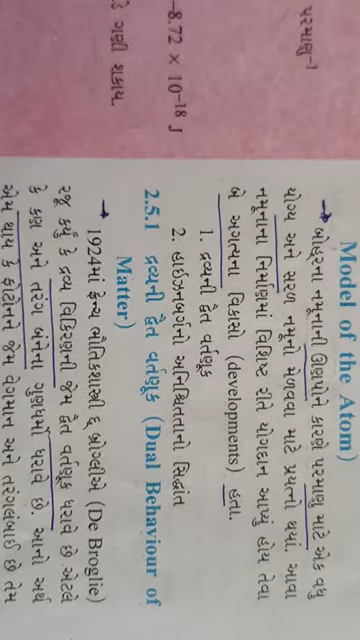 પરમાણુ⁻¹
–8.72 × 10⁻¹⁸ J
ગણી શકાય.
Model of the Atom)
બોહ્‌રના નમૂનાની ઊણપોને કારણે પરમાણુ માટે એક વધુ
યોગ્ય અને સરળ નમૂનો મેળવવા માટે પ્રયત્નો થયાં. આવા
નમૂનાના નિર્માણમાં વિશિષ્ટ રીતે યોગદાન આપ્યું હોય તેવા
બે અગત્યના વિકાસો (developments) હતા.
1. દ્રવ્યની દ્વૈત વર્તણૂક
2. હાઇઝનબર્ગનો અનિશ્ચિતતાનો સિદ્ધાંત
2.5.1 દ્રવ્યની દ્વૈત વર્તણૂક (Dual Behaviour of
Matter)
1924માં ફ્રેન્ચ ભૌતિકશાસ્ત્રી દ્ બ્રોગ્લીએ (De Broglie)
રજૂ કર્યું કે દ્રવ્ય વિકિરણની જેમ દ્વૈત વર્તણૂક ધરાવે છે એટલે
કે કણ અને તરંગ બંનેના ગુણધર્મો ધરાવે છે. આનો અર્થ
એમ થાય કે ફોટોનને જેમ વેગમાન અને તરંગલંબાઈ છે તેમ